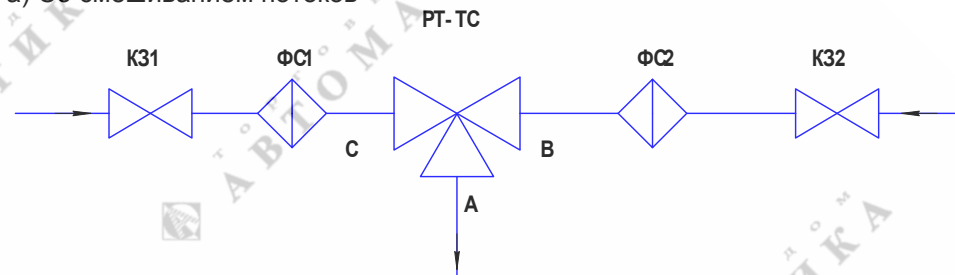 а) Со смешиванием потоков
РТ-ТС
КЗ1 ФС1 ФС2 КЗ2
С В
А